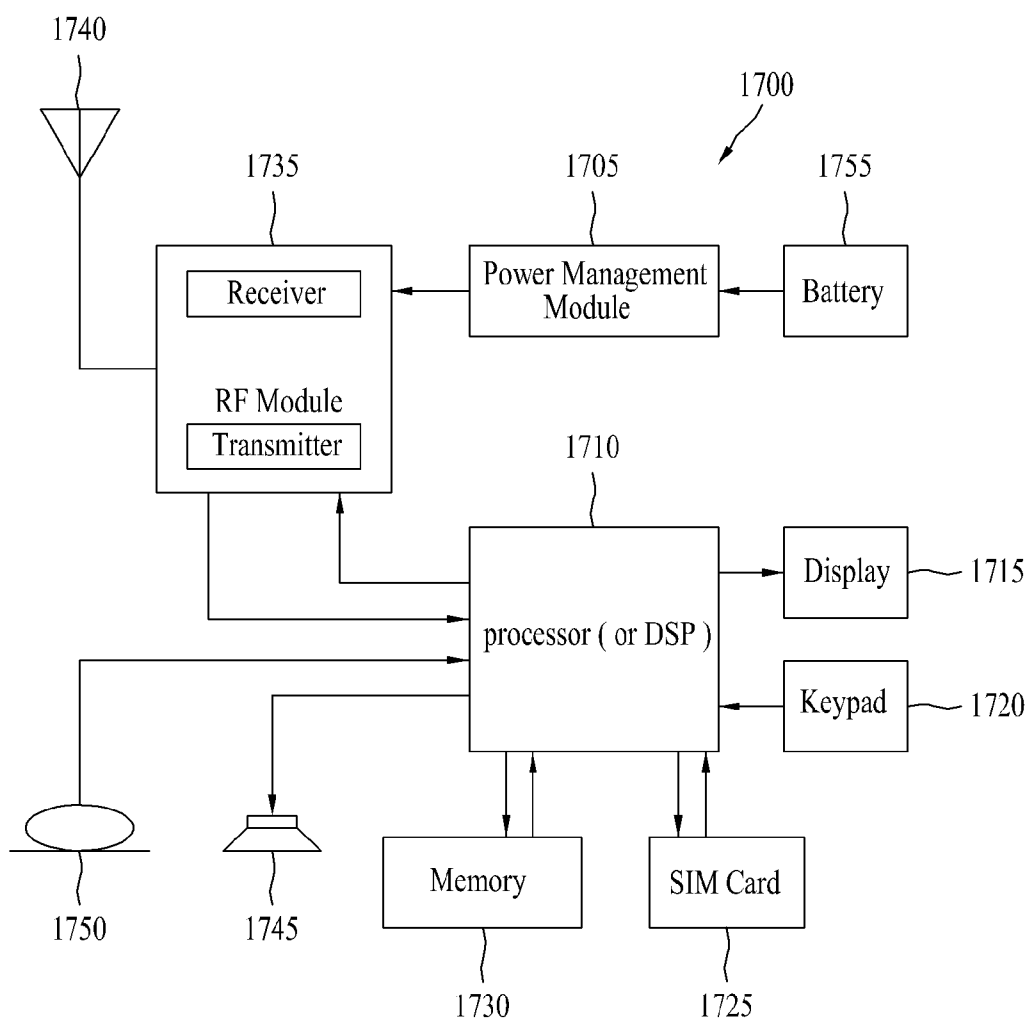 1740
1700
1735
1705
1755
Receiver
Power Management
Module
Battery
RF Module
Transmitter
1710
Display
1715
processor ( or DSP )
Keypad
1720
Memory
SIM Card
1750
1745
1730
1725